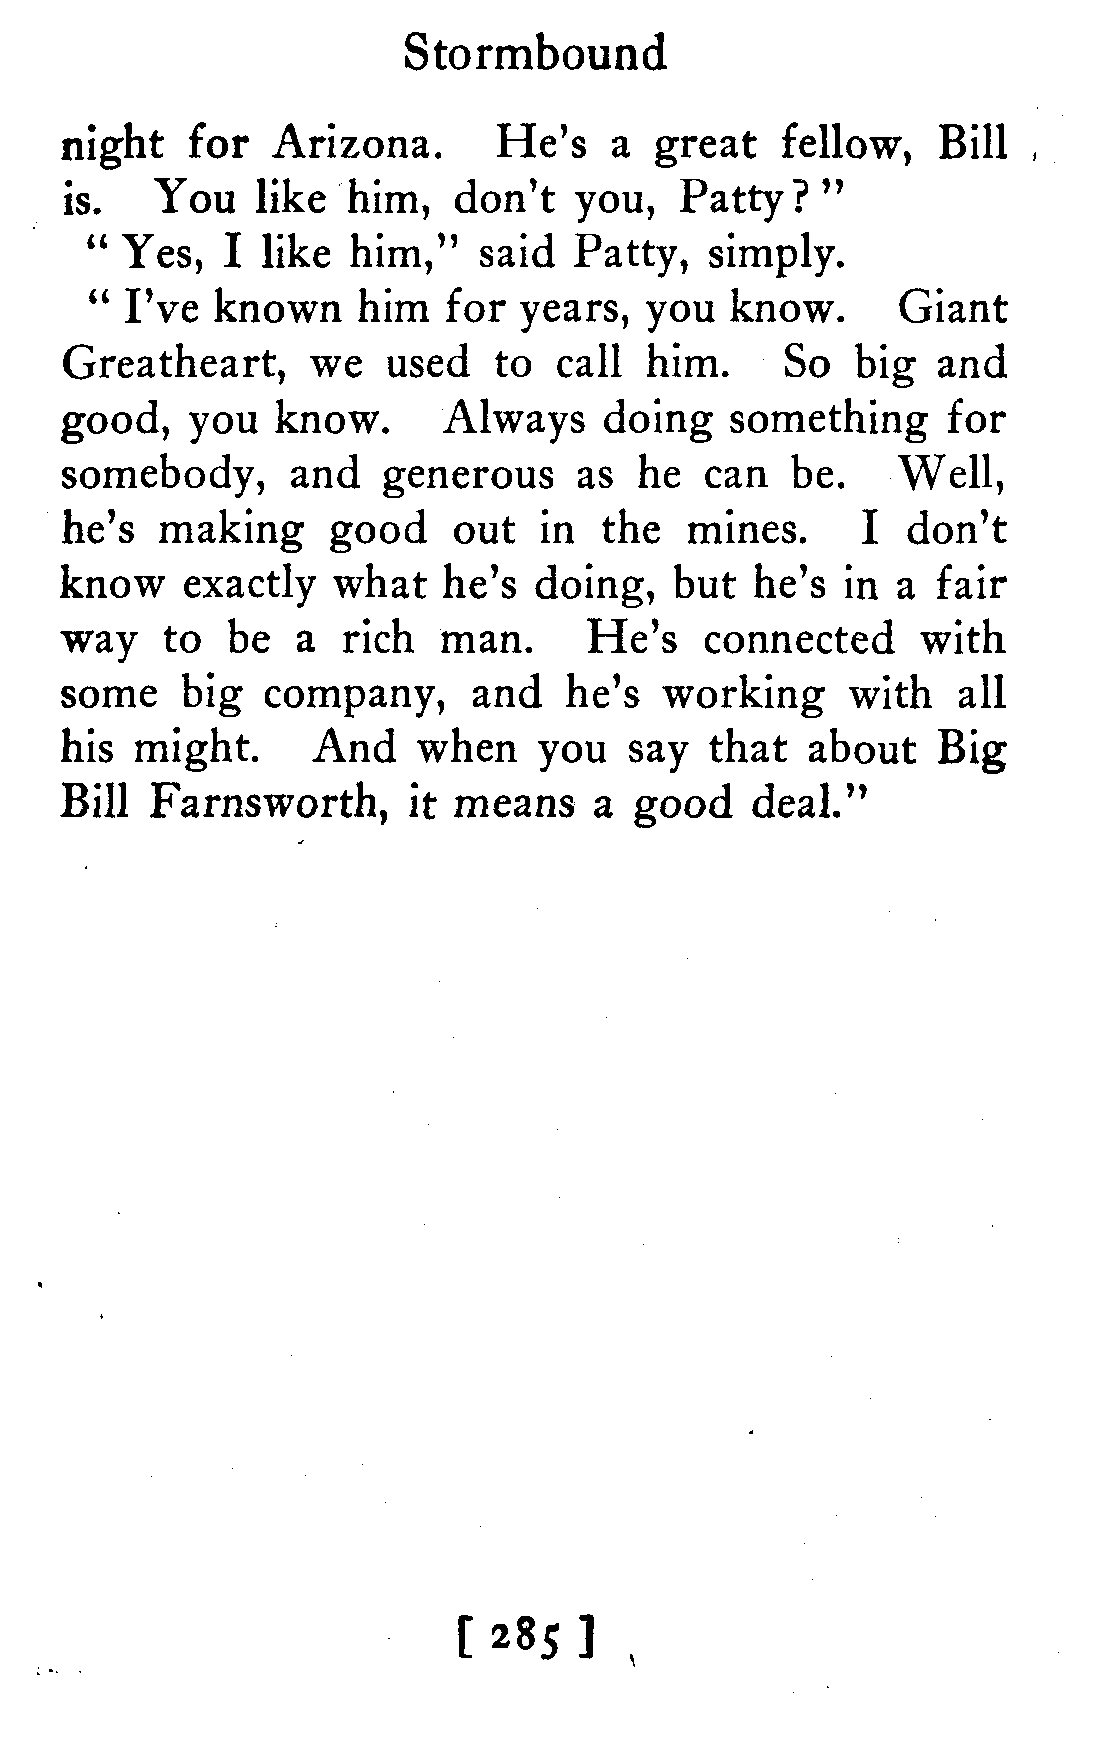 Stormbound
night for Arizona. He's a great fellow, Bill
is. You like him, don't you, Patty?"
"Yes, I like him," said Patty, simply.
"I've known him for years, you know. Giant
Greatheart, we used to call him. So big and
good, you know. Always doing something for
somebody, and generous as he can be. Well,
he's making good out in the mines. I don't
know exactly what he's doing, but he's in a fair
way to be a rich man. He's connected with
some big company, and he's working with all
his might. And when you say that about Big
Bill Farnsworth, it means a good deal."
[ 285 ]